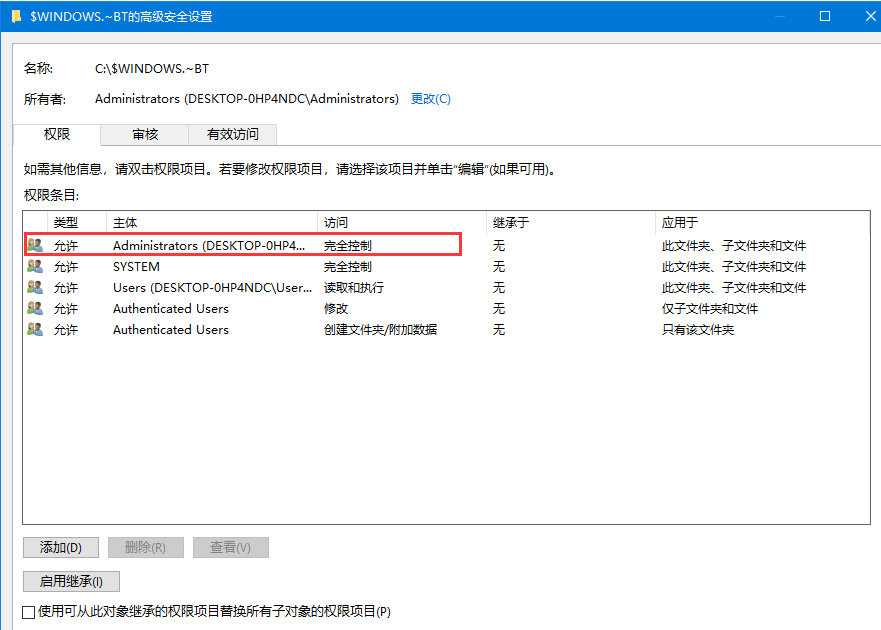 $WINDOWS.~BT的高级安全设置
名称: C:\$WINDOWS.~BT
所有者: Administrators (DESKTOP-0HP4NDC\Administrators) 更改(C)
权限 审核 有效访问
如需其他信息，请双击权限项目。若要修改权限项目，请选择该项目并单击“编辑”(如果可用)。
权限条目:
类型 主体 访问 继承于 应用于
允许 Administrators (DESKTOP-0HP4... 完全控制 无 此文件夹、子文件夹和文件
允许 SYSTEM 完全控制 无 此文件夹、子文件夹和文件
允许 Users (DESKTOP-0HP4NDC\User... 读取和执行 无 此文件夹、子文件夹和文件
允许 Authenticated Users 修改 无 仅子文件夹和文件
允许 Authenticated Users 创建文件夹/附加数据 无 只有该文件夹
添加(D) 删除(R) 查看(V)
启用继承(I)
使用可从此对象继承的权限项目替换所有子对象的权限项目(P)